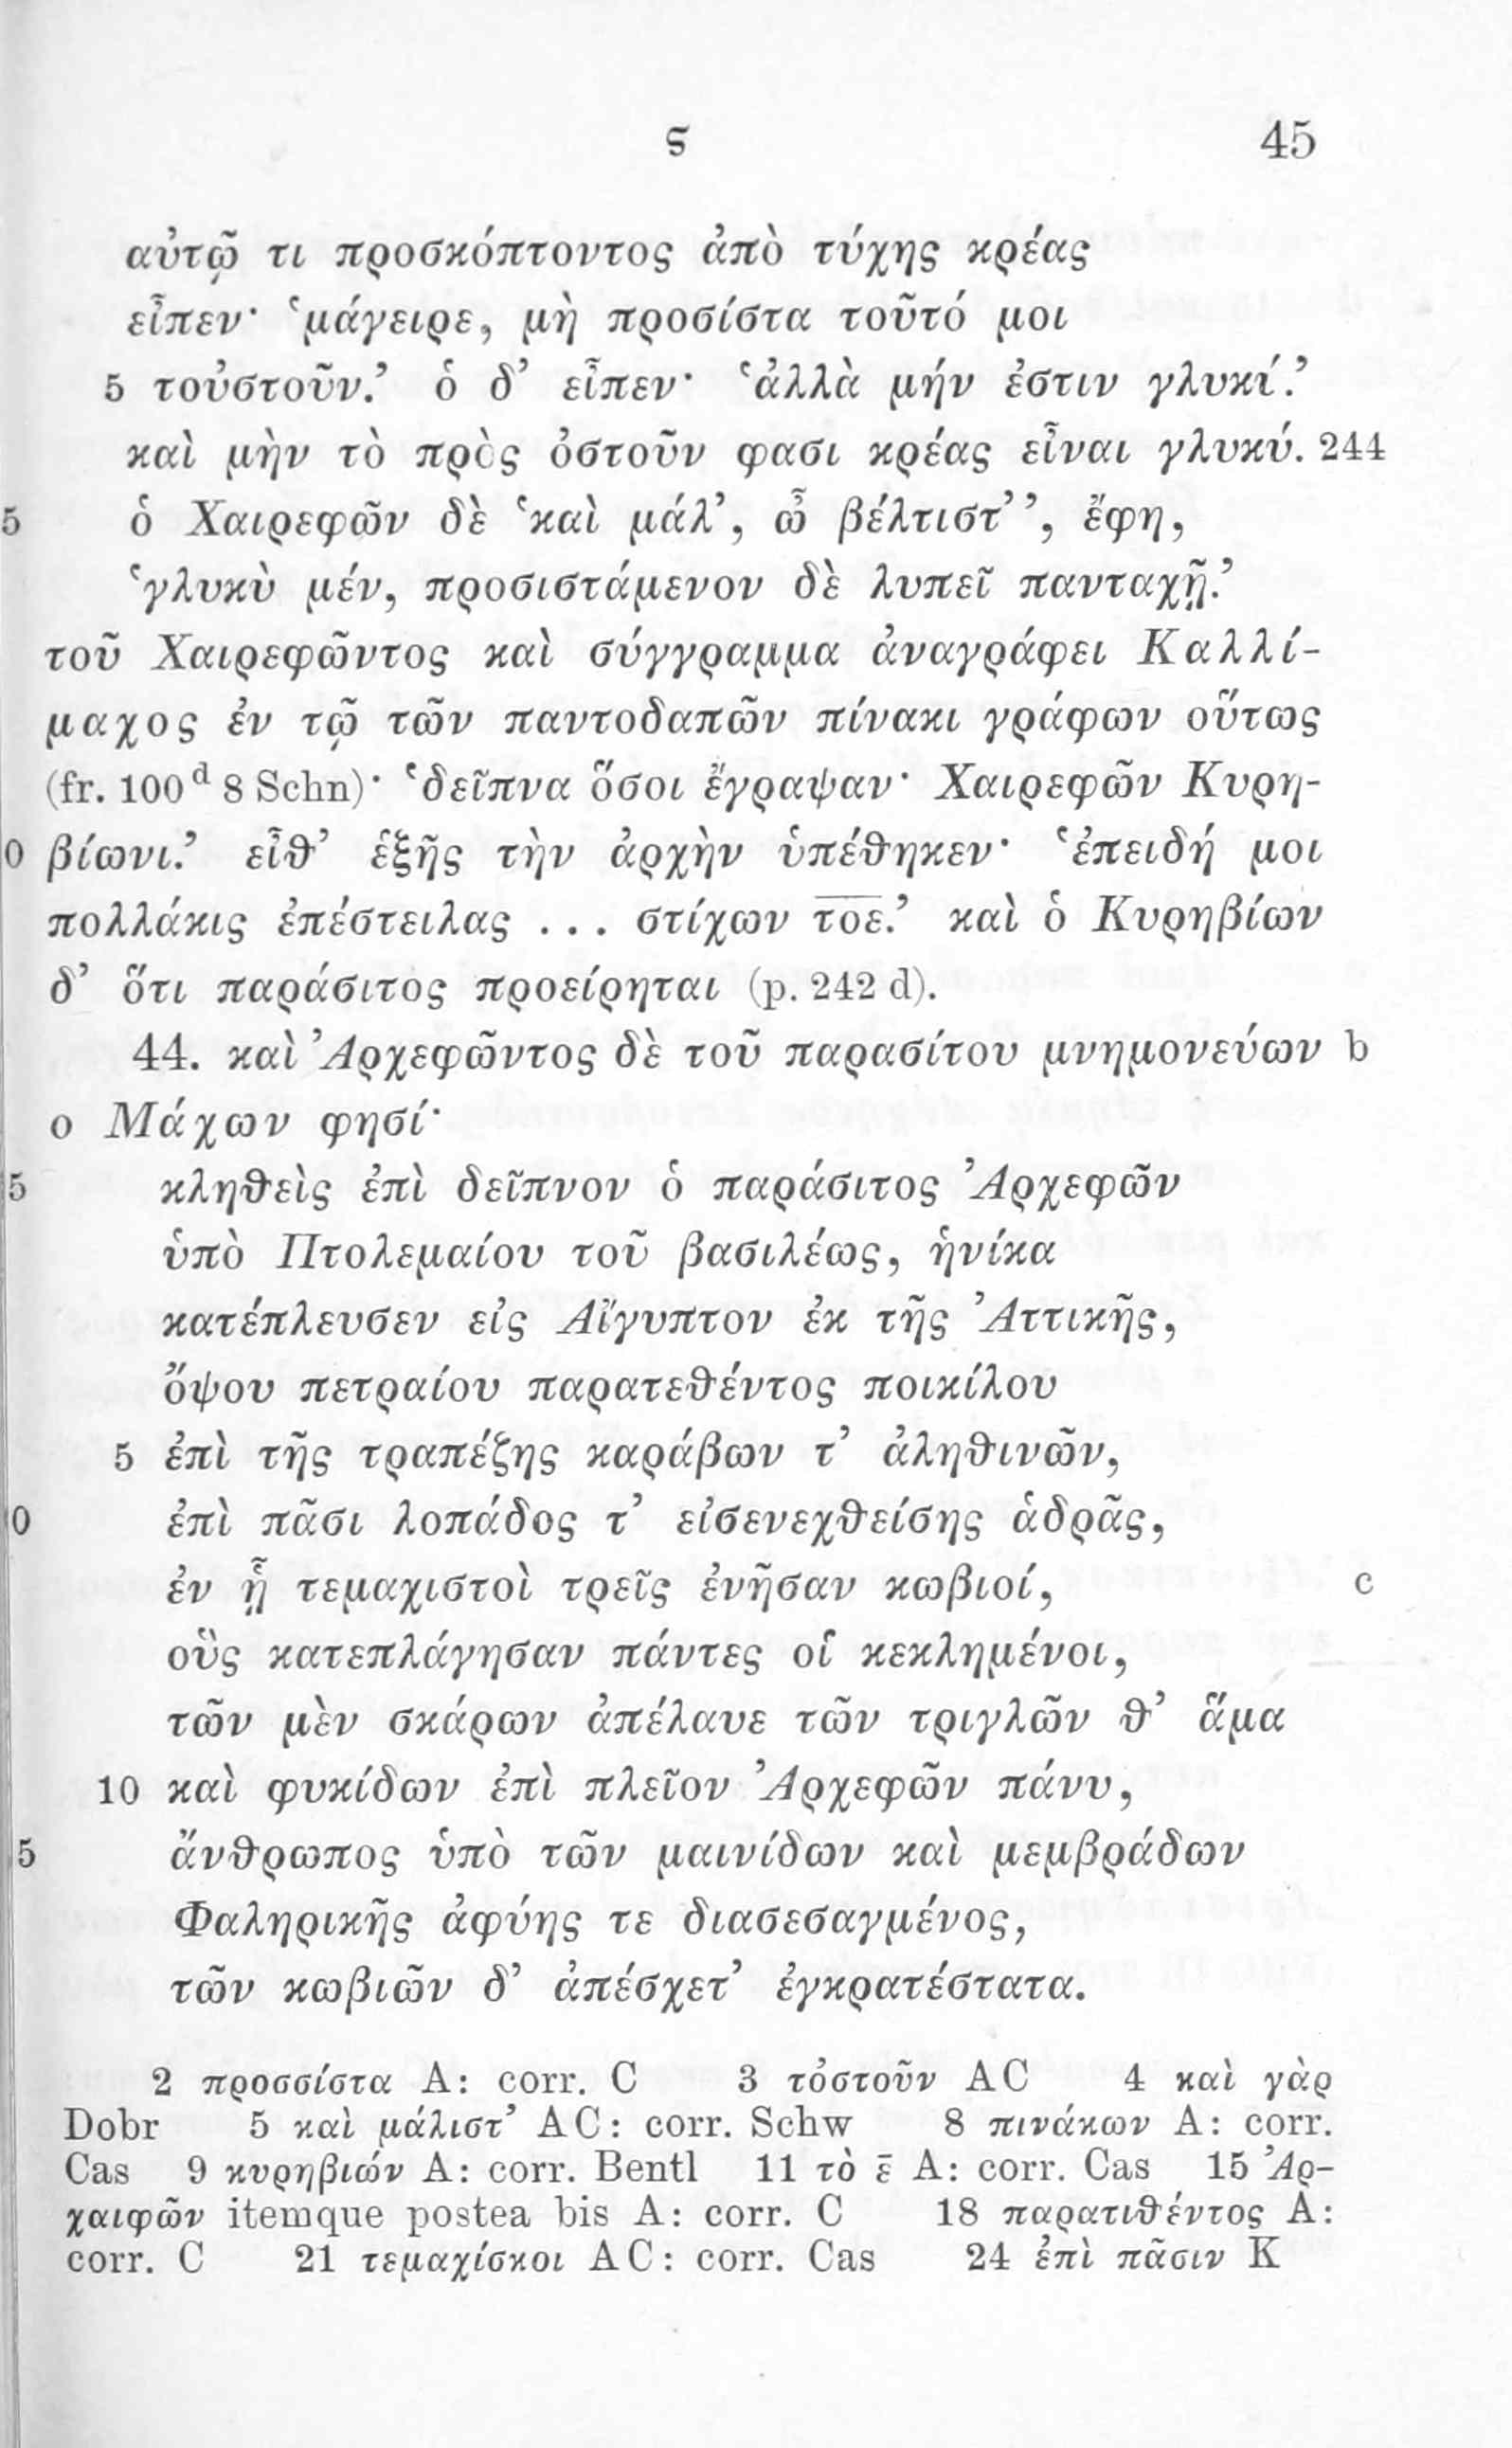 ς 45
αὐτῷ τι προσκόπτοντος ἀπὸ τύχης κρέας
εἶπεν· ‘μάγειρε, μὴ προσίστα τοῦτό μοι
5 τοὐστοῦν.’ ὁ δ’ εἶπεν· ‘ἀλλὰ μήν ἐστιν γλυκύ.’
καὶ μὴν τὸ πρὸς ὀστοῦν φασι κρέας εἶναι γλυκύ. 244
5 ὁ Χαιρεφῶν δὲ ‘καὶ μάλ’, ὦ βέλτιστ’’, ἔφη,
‘γλυκὺ μέν, προσιστάμενον δὲ λυπεῖ πανταχῇ.’
τοῦ Χαιρεφῶντος καὶ σύγγραμμα ἀναγράφει Καλλί-
μαχος ἐν τῷ τῶν παντοδαπῶν πίνακι γράφων οὕτως
(fr. 100ᵈ 8 Schn)· ‘δεῖπνα ὅσοι ἔγραψαν· Χαιρεφῶν Κυρη-
0 βίωνι.’ εἶθ’ ἑξῆς τὴν ἀρχὴν ὑπέθηκεν· ‘ἐπειδή μοι
πολλάκις ἐπέστειλας ... στίχων τοε.’ καὶ ὁ Κυρηβίων
δ’ ὅτι παράσιτος προείρηται (p. 242 d).
44. καὶ Ἀρχεφῶντος δὲ τοῦ παρασίτου μνημονεύων b
ο Μάχων φησί·
5 κληθεὶς ἐπὶ δεῖπνον ὁ παράσιτος Ἀρχεφῶν
ὑπὸ Πτολεμαίου τοῦ βασιλέως, ἡνίκα
κατέπλευσεν εἰς Αἴγυπτον ἐκ τῆς Ἀττικῆς,
ὄψου πετραίου παρατεθέντος ποικίλου
5 ἐπὶ τῆς τραπέζης καράβων τ’ ἀληθινῶν,
0 ἐπὶ πᾶσι λοπάδος τ’ εἰσενεχθείσης ἁδρᾶς,
ἐν ᾗ τεμαχιστοὶ τρεῖς ἐνῆσαν κωβιοί, c
οὓς κατεπλάγησαν πάντες οἱ κεκλημένοι,
τῶν μὲν σκάρων ἀπέλαυε τῶν τριγλῶν θ’ ἅμα
10 καὶ φυκίδων ἐπὶ πλεῖον Ἀρχεφῶν πάνυ,
5 ἄνθρωπος ὑπὸ τῶν μαινίδων καὶ μεμβράδων
Φαληρικῆς ἀφύης τε διασεσαγμένος,
τῶν κωβιῶν δ’ ἀπέσχετ’ ἐγκρατέστατα.
2 προσσίστα A: corr. C 3 τὀστοῦν AC 4 καὶ γὰρ
Dobr 5 καὶ μάλιστ’ AC: corr. Schw 8 πινάκων A: corr.
Cas 9 κυρηβιών A: corr. Bentl 11 τὸ ε̄ A: corr. Cas 15 Ἀρ-
χαιφῶν itemque postea bis A: corr. C 18 παρατιθέντος A:
corr. C 21 τεμαχίσκοι AC: corr. Cas 24 ἐπὶ πᾶσιν K